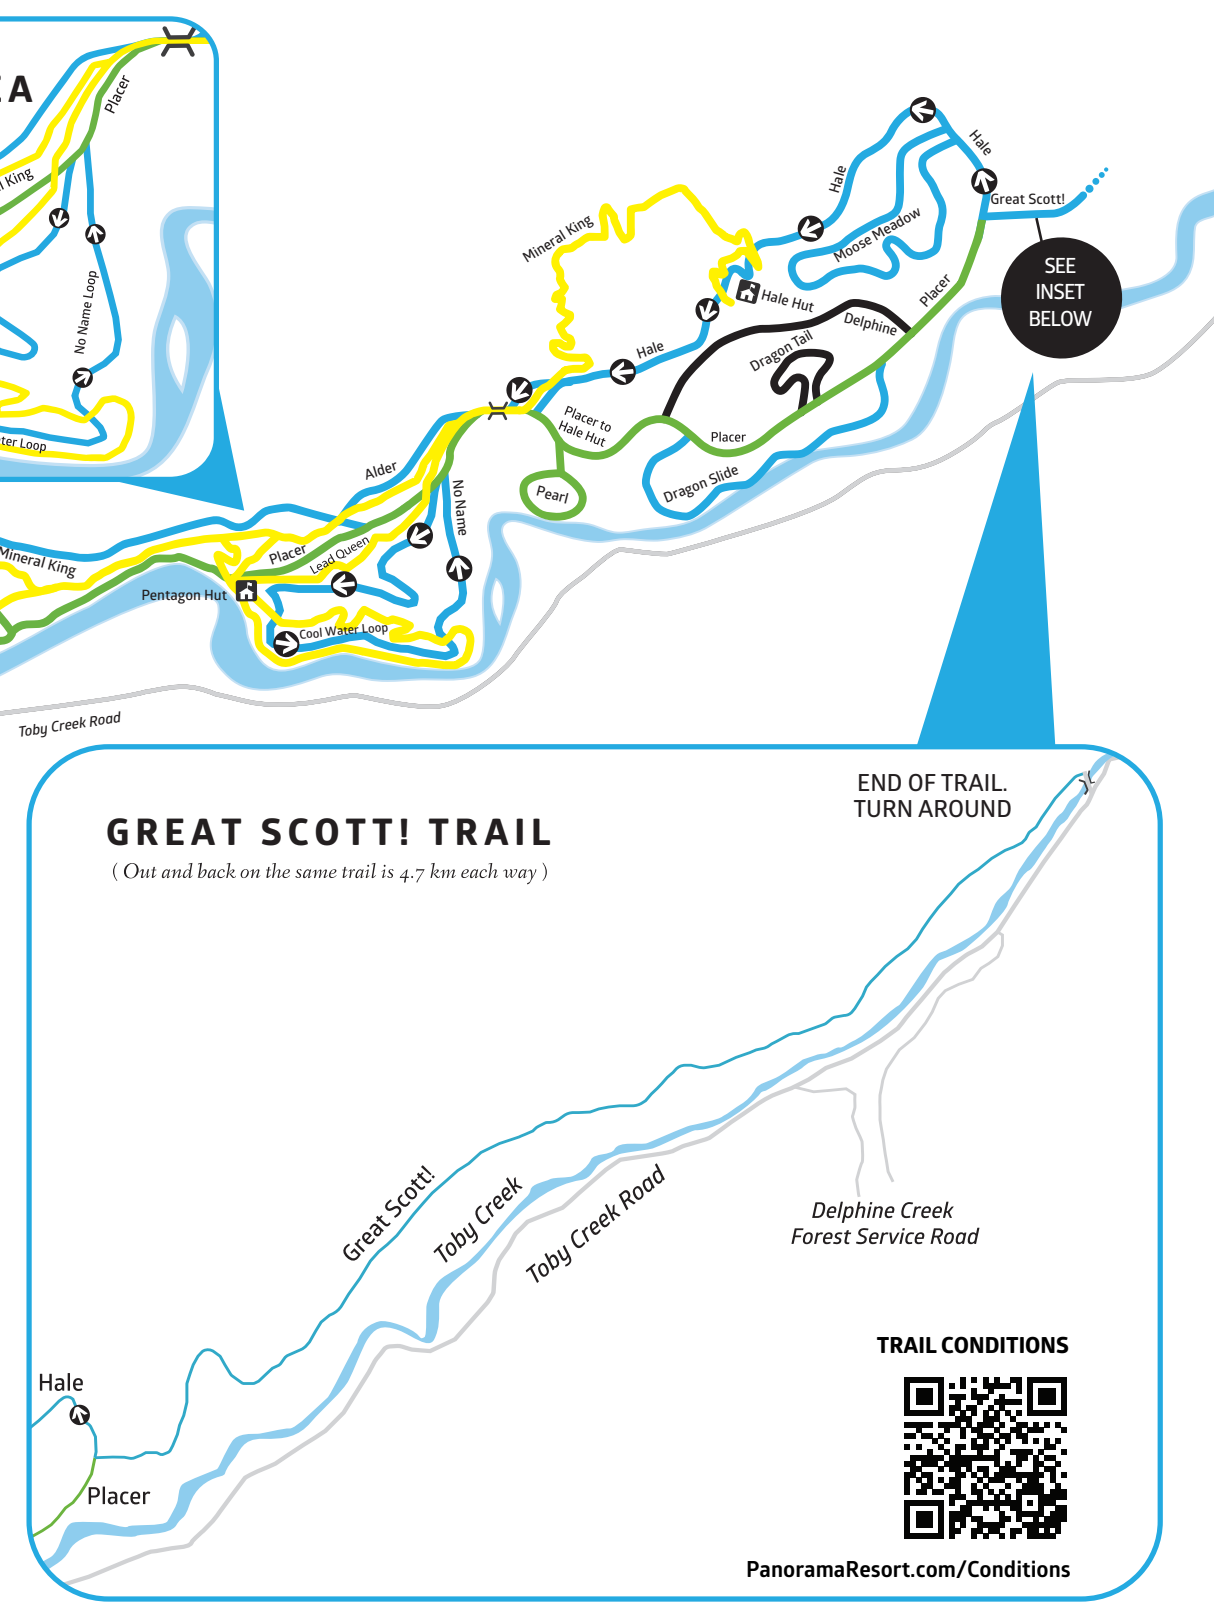 EA
Placer
l King
No Name Loop
ter Loop
Hale
Hale
Great Scott!
Mineral King
Moose Meadow
SEE
INSET
BELOW
Hale Hut
Placer
Delphine
Dragon Tail
Hale
Placer to
Hale Hut
Placer
Alder
Dragon Slide
Pearl
No Name
Placer
Lead Queen
Mineral King
Pentagon Hut
Cool Water Loop
Toby Creek Road
END OF TRAIL.
TURN AROUND
GREAT SCOTT! TRAIL
( Out and back on the same trail is 4.7 km each way )
Great Scott!
Toby Creek
Toby Creek Road
Delphine Creek
Forest Service Road
TRAIL CONDITIONS
Hale
Placer
PanoramaResort.com/Conditions